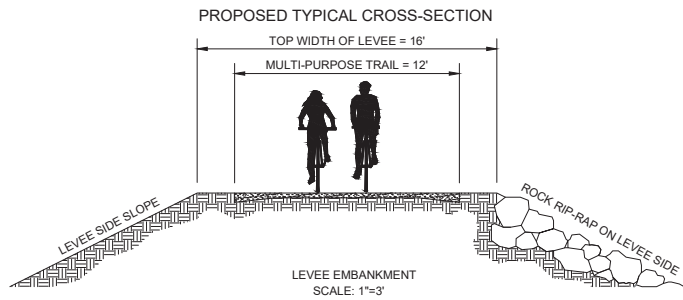 PROPOSED TYPICAL CROSS-SECTION
TOP WIDTH OF LEVEE = 16'
MULTI-PURPOSE TRAIL = 12'
LEVEE SIDE SLOPE
ROCK RIP-RAP ON LEVEE SIDE
LEVEE EMBANKMENT
SCALE: 1"=3'